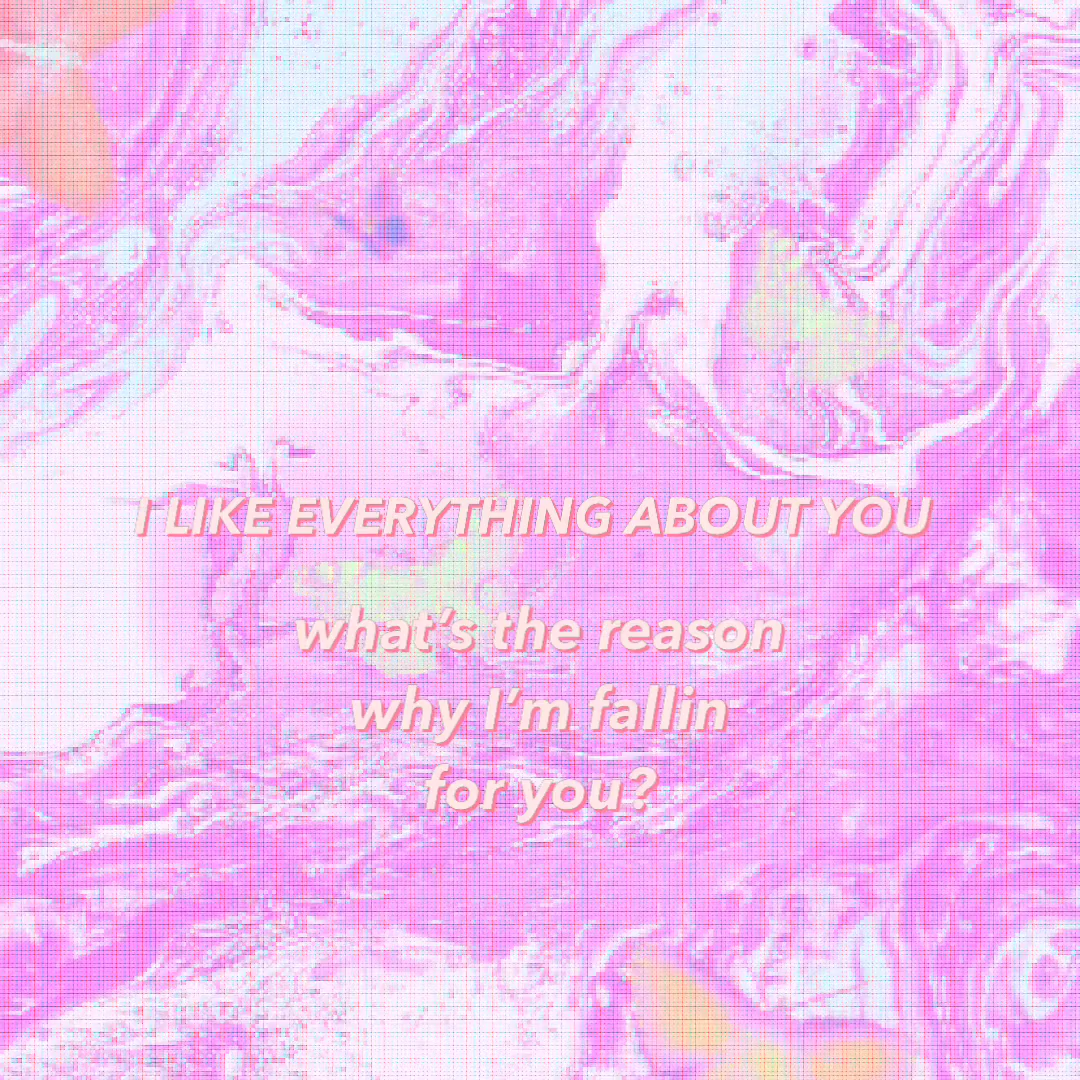 I LIKE EVERYTHING ABOUT YOU
what’s the reason
why I’m fallin
for you?